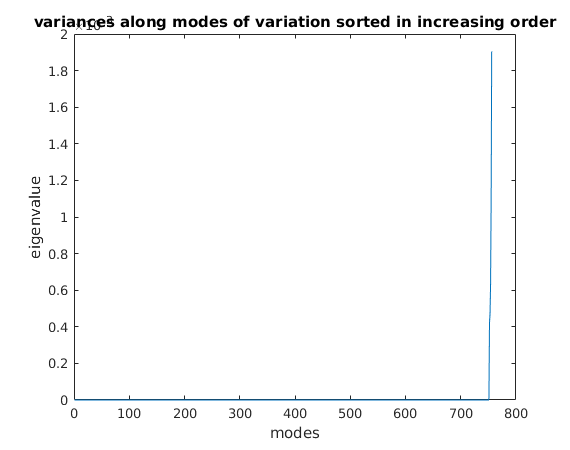 variances along modes of variation sorted in increasing order
2
1.8
1.6
1.4
1.2
1
0.8
0.6
0.4
0.2
0
eigenvalue
0 100 200 300 400 500 600 700 800
modes